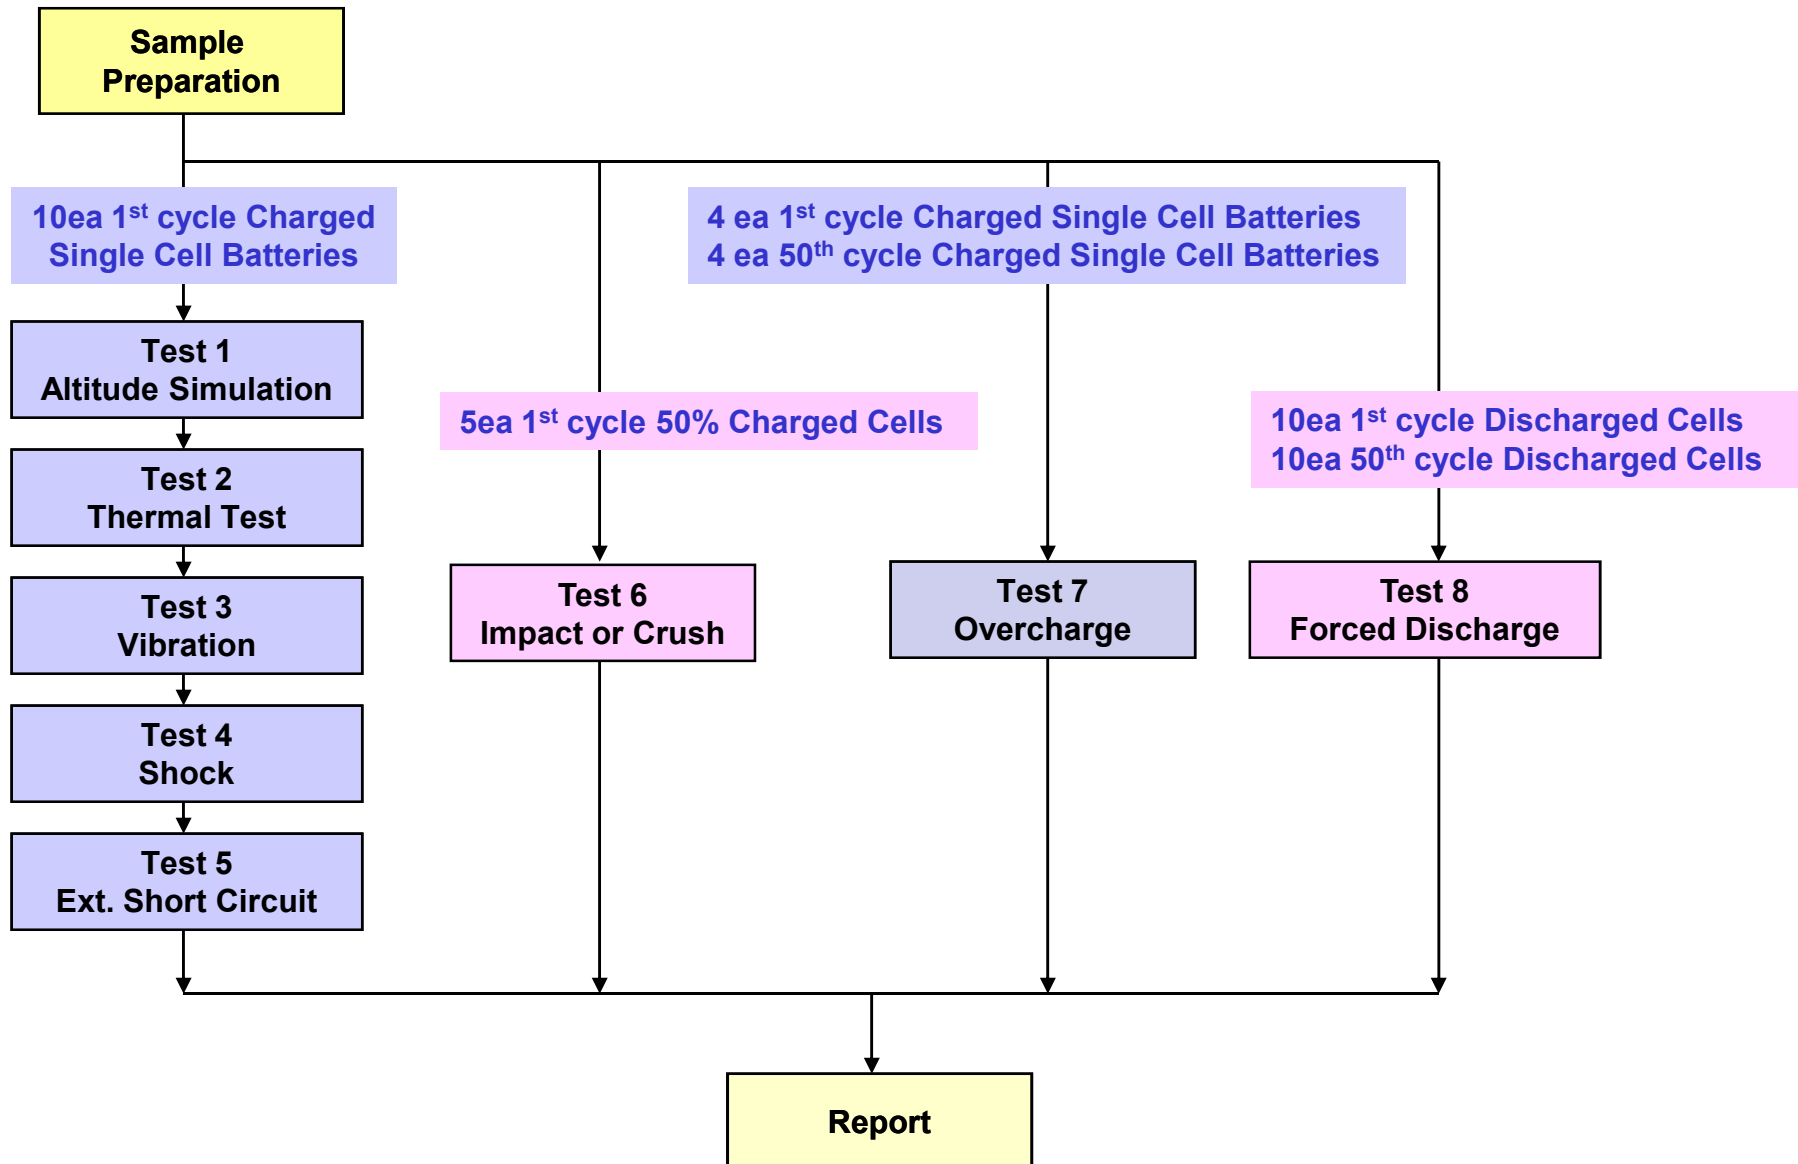 Sample
Preparation
10ea 1st cycle Charged
Single Cell Batteries
4 ea 1st cycle Charged Single Cell Batteries
4 ea 50th cycle Charged Single Cell Batteries
Test 1
Altitude Simulation
5ea 1st cycle 50% Charged Cells
10ea 1st cycle Discharged Cells
10ea 50th cycle Discharged Cells
Test 2
Thermal Test
Test 3
Vibration
Test 6
Impact or Crush
Test 7
Overcharge
Test 8
Forced Discharge
Test 4
Shock
Test 5
Ext. Short Circuit
Report